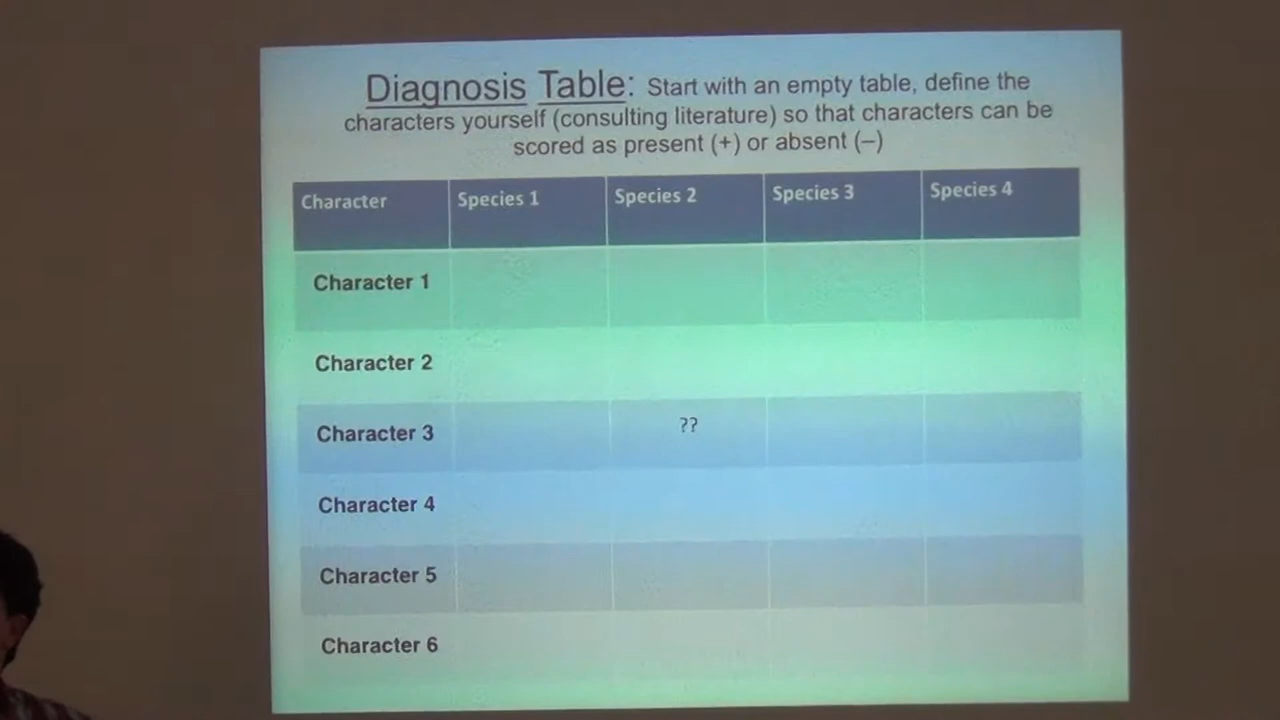 Diagnosis Table: Start with an empty table, define the
characters yourself (consulting literature) so that characters can be
scored as present (+) or absent (–)
Character Species 1 Species 2 Species 3 Species 4
Character 1
Character 2
Character 3 ??
Character 4
Character 5
Character 6